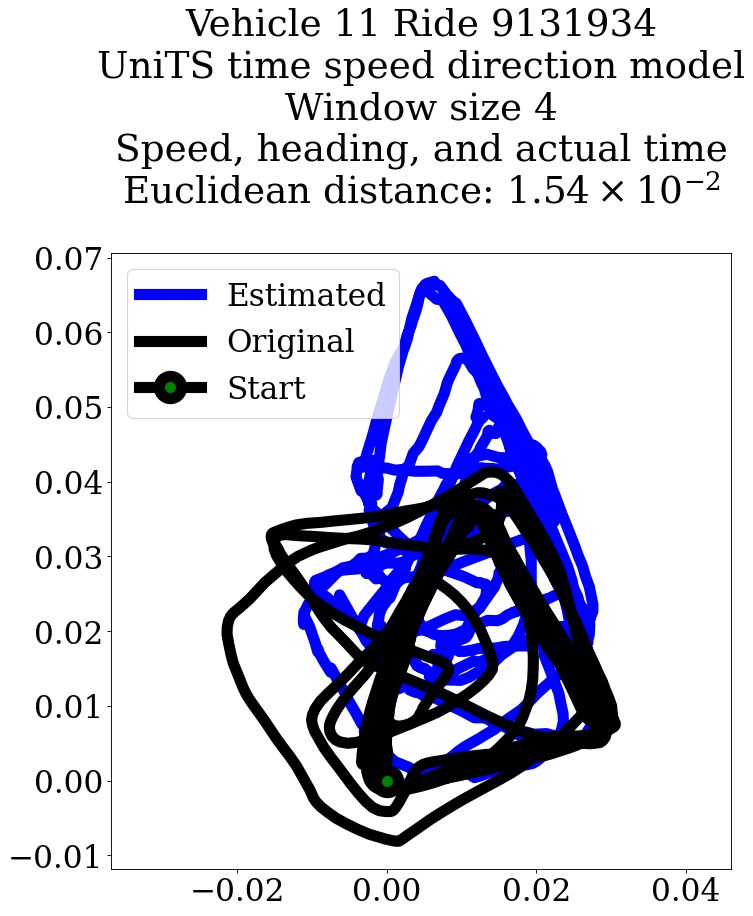 Vehicle 11 Ride 9131934
UniTS time speed direction model
Window size 4
Speed, heading, and actual time
Euclidean distance: 1.54 × 10⁻²
0.07
0.06
0.05
0.04
0.03
0.02
0.01
0.00
−0.01
Estimated
Original
Start
−0.02
0.00
0.02
0.04